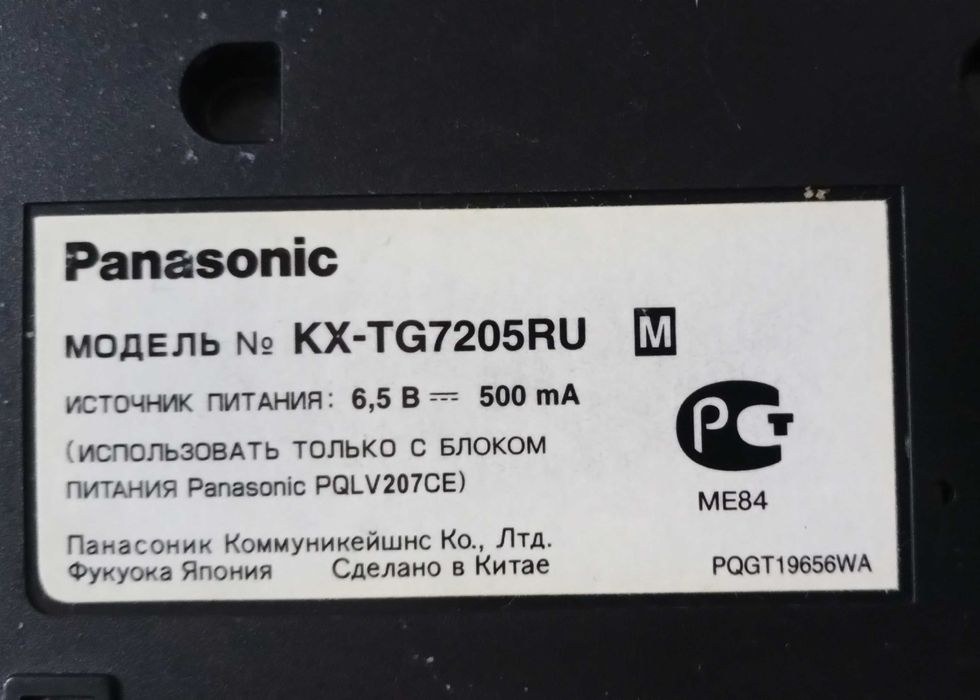 Panasonic
МОДЕЛЬ № KX-TG7205RU M
ИСТОЧНИК ПИТАНИЯ: 6,5 В ⎓ 500 mA
(ИСПОЛЬЗОВАТЬ ТОЛЬКО С БЛОКОМ
ПИТАНИЯ Panasonic PQLV207CE)
РСТ
ME84
Панасоник Коммуникейшнс Ко., Лтд.
Фукуока Япония Сделано в Китае
PQGT19656WA